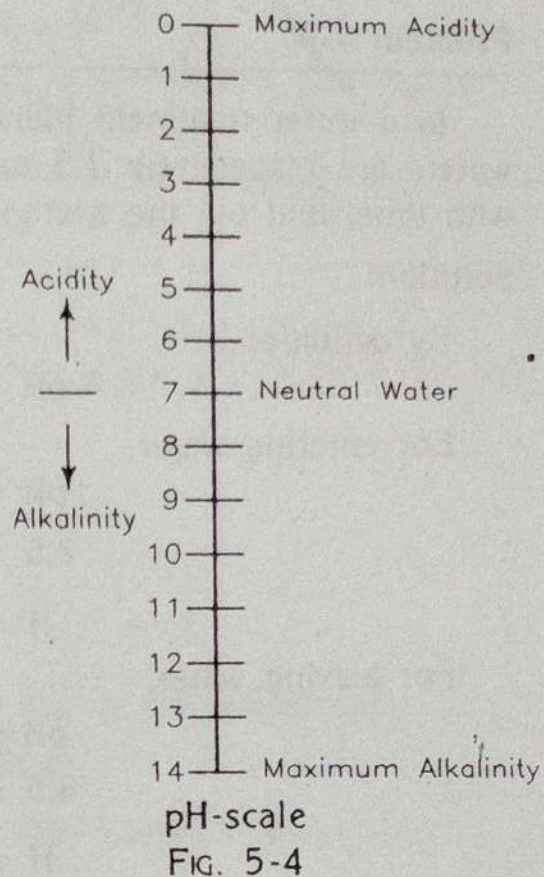 0 Maximum Acidity
1
2
3
4
Acidity 5
6
7 Neutral Water
8
9
Alkalinity
10
11
12
13
14 Maximum Alkalinity
pH-scale
FIG. 5-4